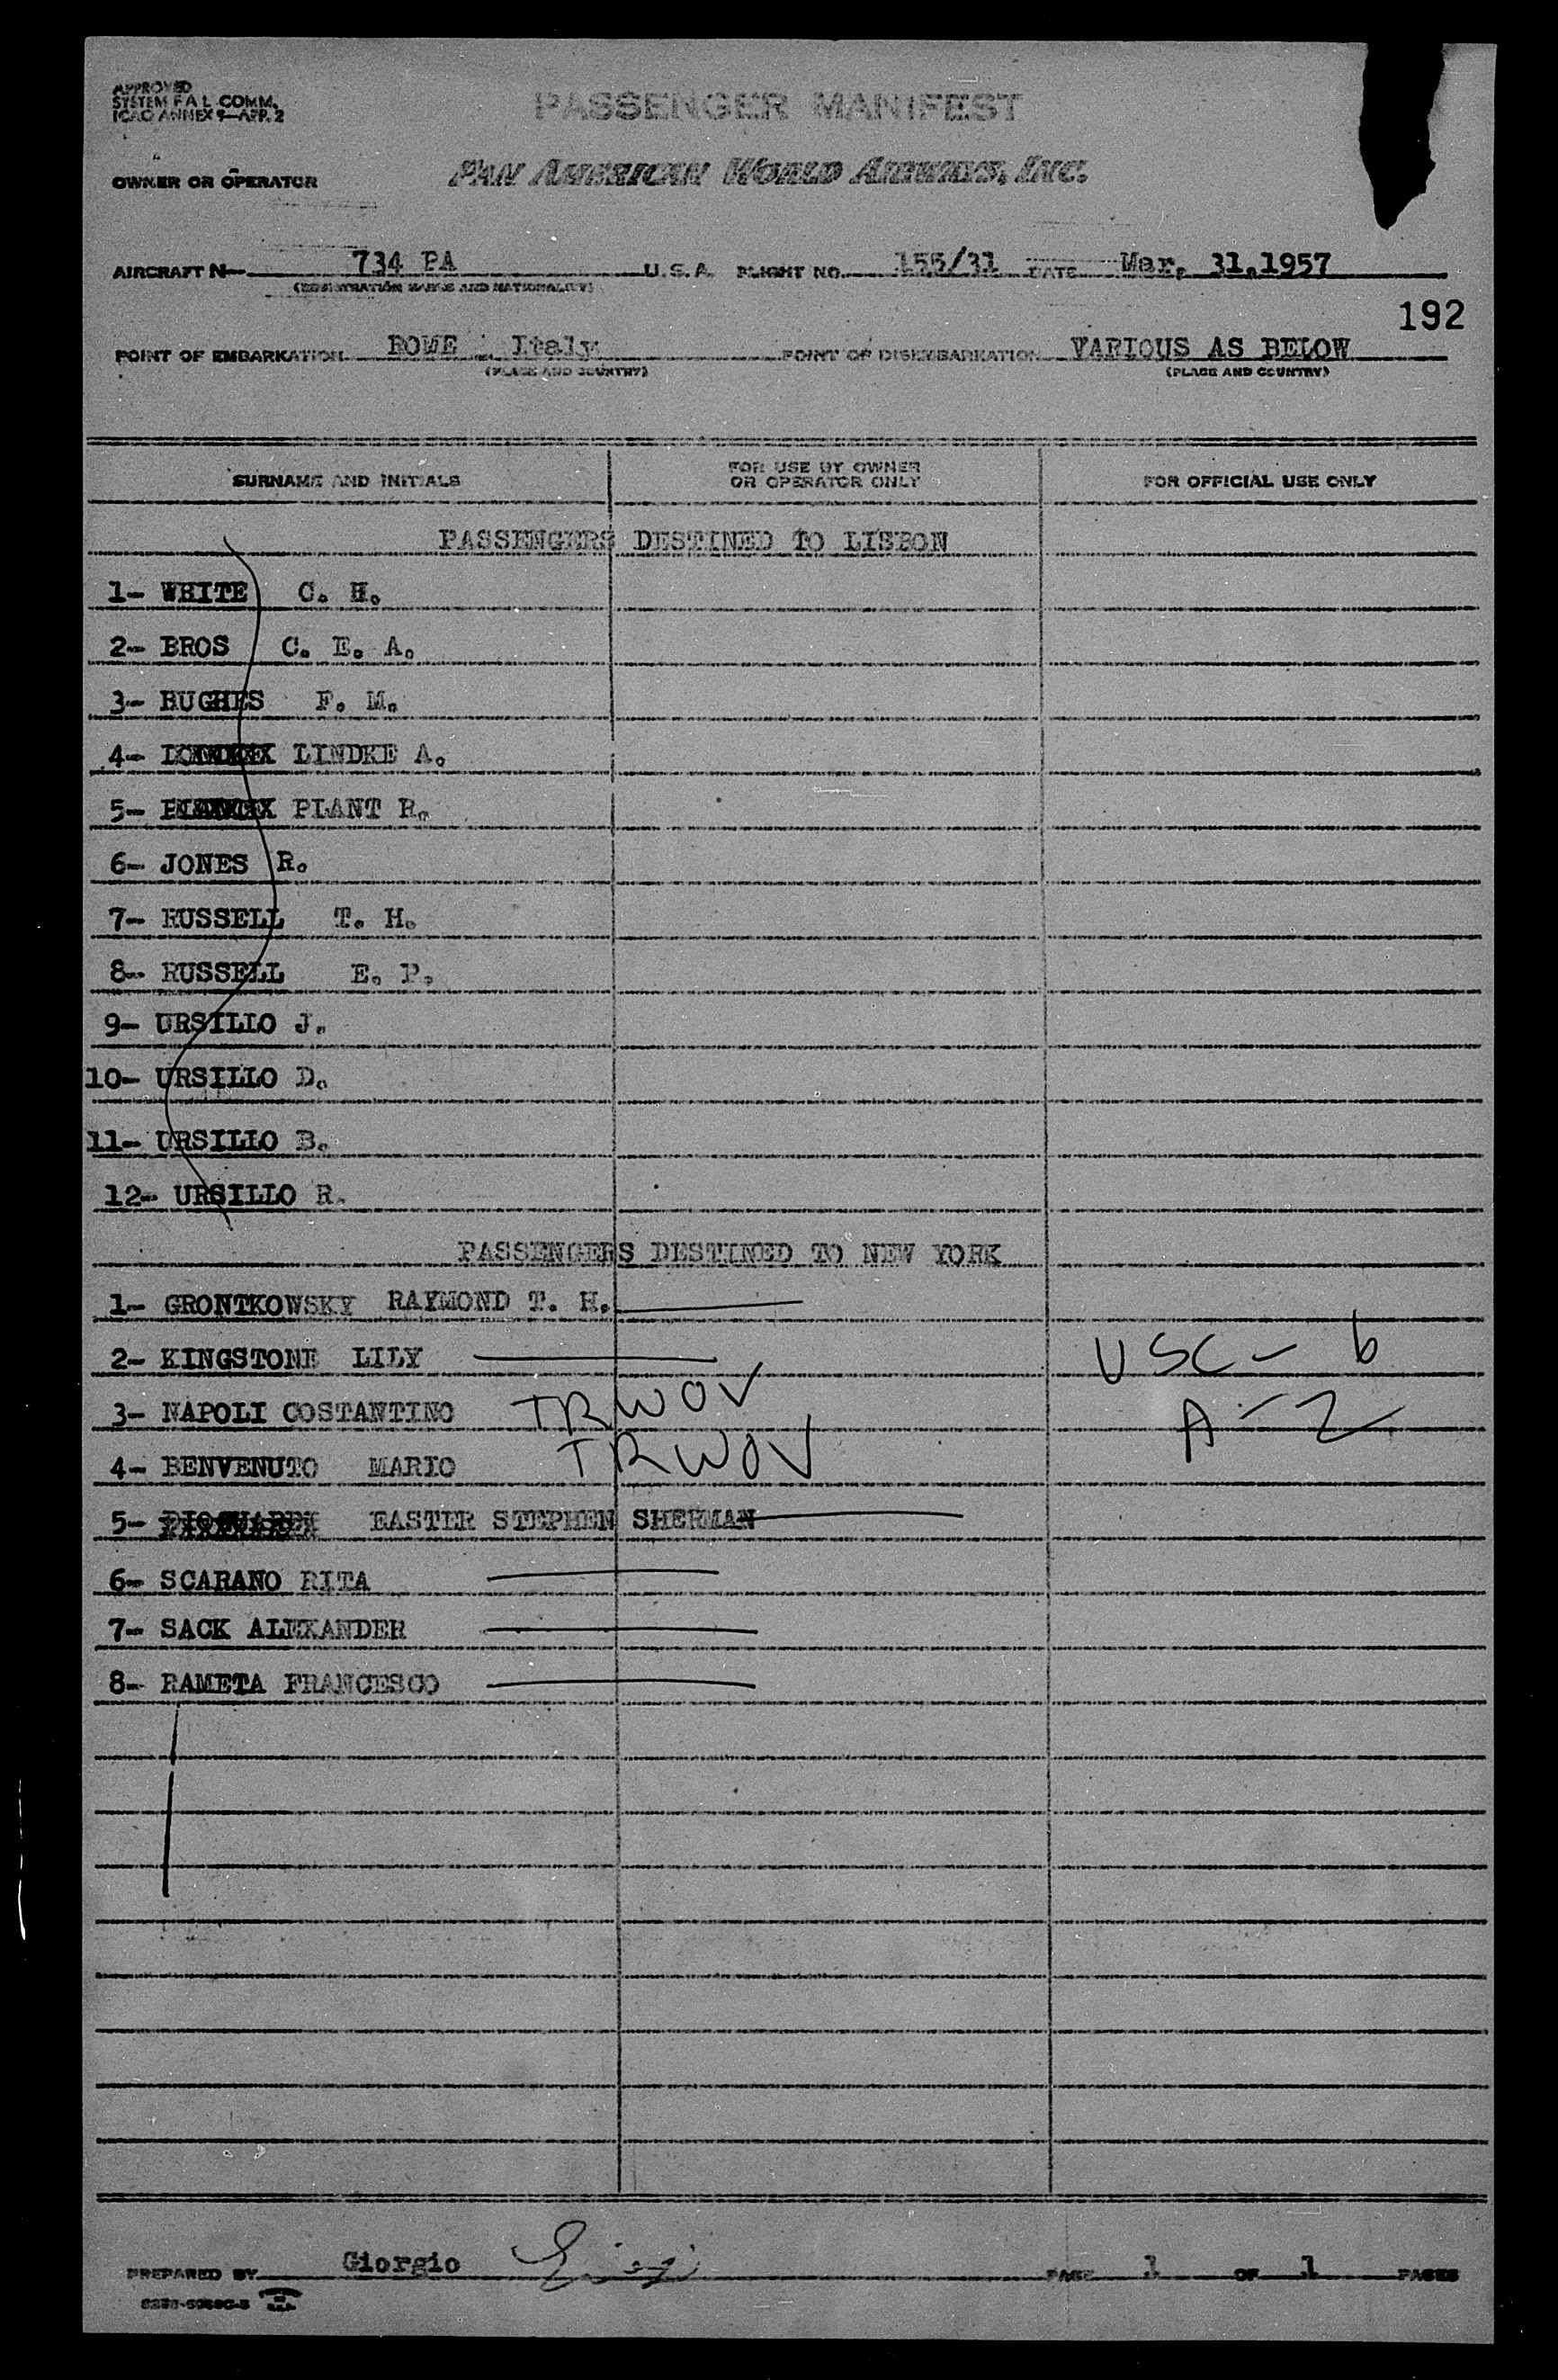 APPROVED
SYSTEM F A L COMM.
ICAO ANNEX 9—APP. 2
PASSENGER MANIFEST
OWNER OR OPERATOR PAN AMERICAN WORLD AIRWAYS, INC.
AIRCRAFT N— 734 PA U.S.A. FLIGHT NO. 155/31 DATE Mar. 31.1957
(REGISTRATION MARKS AND NATIONALITY)
192
POINT OF EMBARKATION ROME Italy POINT OF DISEMBARKATION VARIOUS AS BELOW
(PLACE AND COUNTRY) (PLACE AND COUNTRY)
SURNAME AND INITIALS FOR USE BY OWNER OR OPERATOR ONLY FOR OFFICIAL USE ONLY
PASSENGERS DESTINED TO LISBON
1- WHITE C. H.
2- BROS C. E. A.
3- HUGHES F. M.
4- LINDKE A.
5- PLANT R.
6- JONES R.
7- RUSSELL T. H.
8- RUSSELL E. P.
9- URSILLO J.
10- URSILLO D.
11- URSILLO B.
12- URSILLO R.
PASSENGERS DESTINED TO NEW YORK
1- GRONTKOWSKY RAYMOND T. H.
2- KINGSTONE LILY USC - 6
3- NAPOLI COSTANTINO TRWOV A - 2
4- BENVENUTO MARIO TRWOV
5- DIOGUARDI EASTER STEPHEN SHERMAN
6- SCARANO RITA
7- SACK ALEXANDER
8- RAMETA FRANCESCO
PREPARED BY Giorgio PAGE 1 OF 1 PAGES